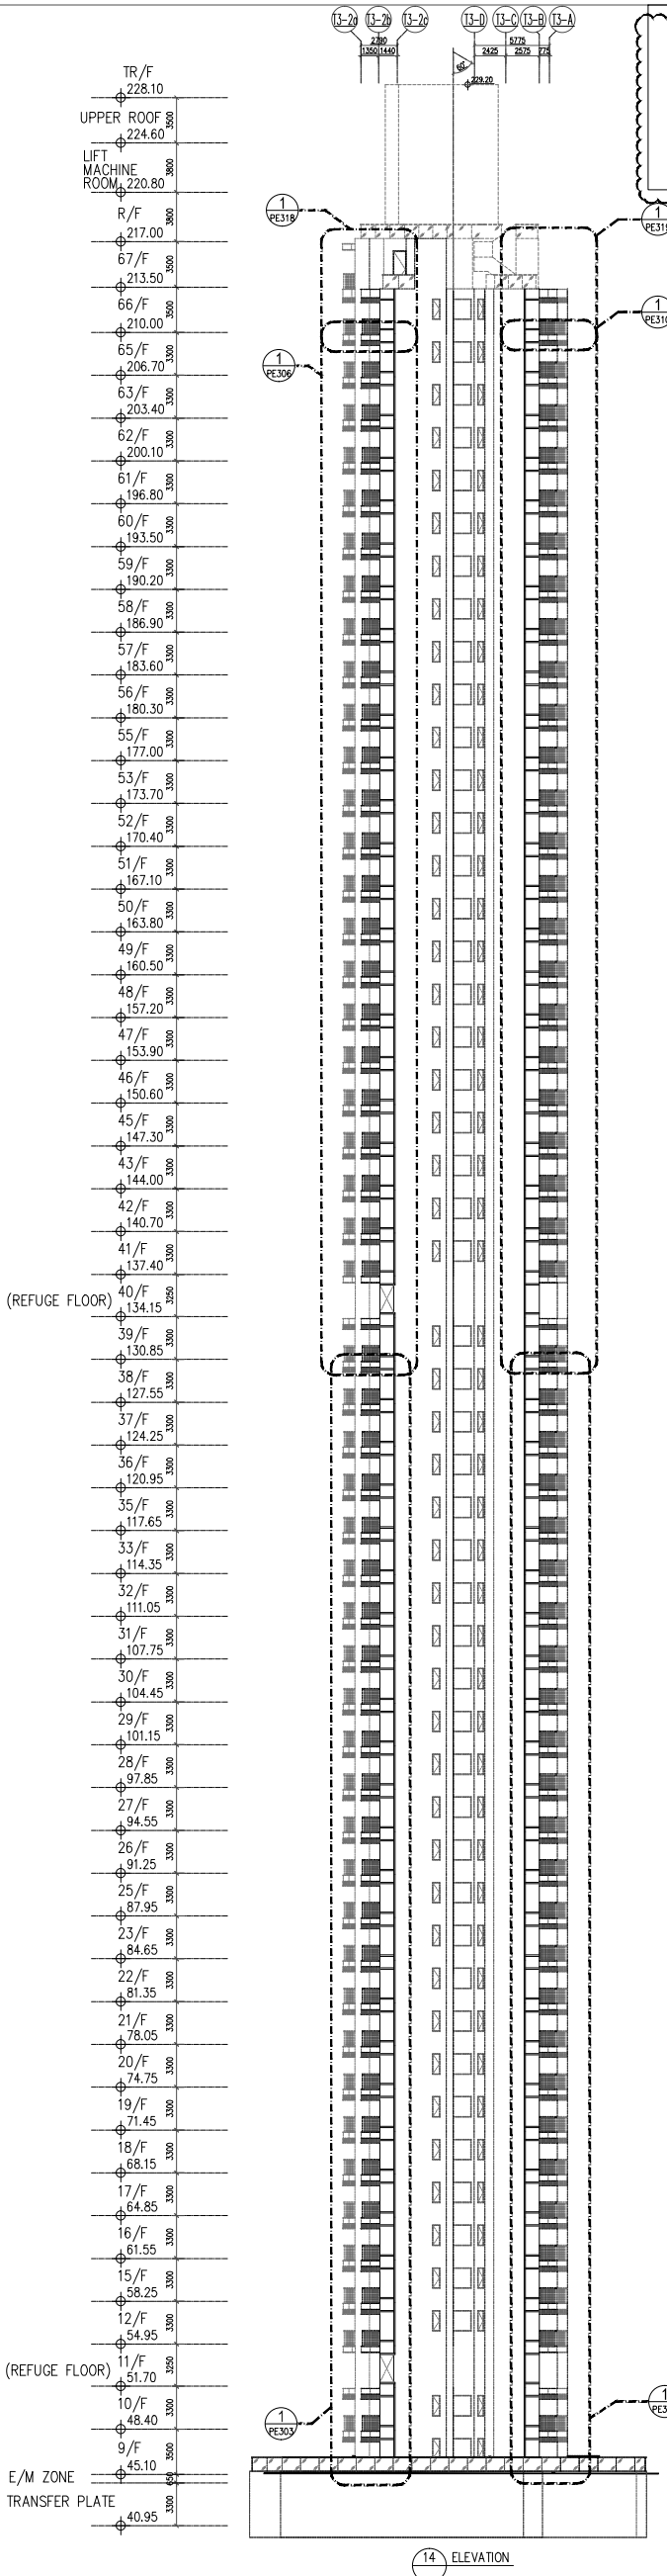 T3-2a T3-2b T3-2c T3-D T3-C T3-B T3-A
2790 5775
1350 1440 2425 2575 775
60°
229.20
TR/F
228.10
3500
UPPER ROOF
224.60
3800
LIFT
MACHINE
ROOM 220.80
3800
R/F
217.00
3500
67/F
213.50
3500
66/F
210.00
3300
65/F
206.70
3300
63/F
203.40
3300
62/F
200.10
3300
61/F
196.80
3300
60/F
193.50
3300
59/F
190.20
3300
58/F
186.90
3300
57/F
183.60
3300
56/F
180.30
3300
55/F
177.00
3300
53/F
173.70
3300
52/F
170.40
3300
51/F
167.10
3300
50/F
163.80
3300
49/F
160.50
3300
48/F
157.20
3300
47/F
153.90
3300
46/F
150.60
3300
45/F
147.30
3300
43/F
144.00
3300
42/F
140.70
3300
41/F
137.40
3250
(REFUGE FLOOR) 40/F
134.15
3300
39/F
130.85
3300
38/F
127.55
3300
37/F
124.25
3300
36/F
120.95
3300
35/F
117.65
3300
33/F
114.35
3300
32/F
111.05
3300
31/F
107.75
3300
30/F
104.45
3300
29/F
101.15
3300
28/F
97.85
3300
27/F
94.55
3300
26/F
91.25
3300
25/F
87.95
3300
23/F
84.65
3300
22/F
81.35
3300
21/F
78.05
3300
20/F
74.75
3300
19/F
71.45
3300
18/F
68.15
3300
17/F
64.85
3300
16/F
61.55
3300
15/F
58.25
3300
12/F
54.95
3250
(REFUGE FLOOR) 11/F
51.70
3300
10/F
48.40
3500
9/F
45.10
E/M ZONE 650
TRANSFER PLATE 3300
40.95
1
PE318
1
PE306
1
PE303
1
1
1
14 ELEVATION